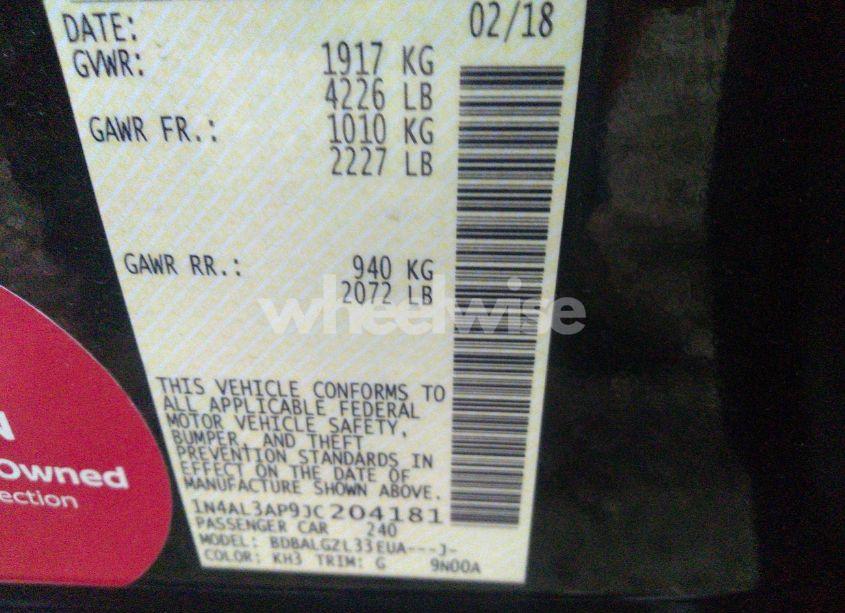 DATE: 02/18
GVWR: 1917 KG
4226 LB
GAWR FR.: 1010 KG
2227 LB
GAWR RR.: 940 KG
2072 LB
wheelwise
THIS VEHICLE CONFORMS TO
ALL APPLICABLE FEDERAL
MOTOR VEHICLE SAFETY,
BUMPER, AND THEFT
PREVENTION STANDARDS IN
EFFECT ON THE DATE OF
MANUFACTURE SHOWN ABOVE.
1N4AL3AP9JC204181
PASSENGER CAR 240
MODEL: BDBALGZL33EUA---J-
COLOR: KH3 TRIM: G 9N00A
N
Owned
ection